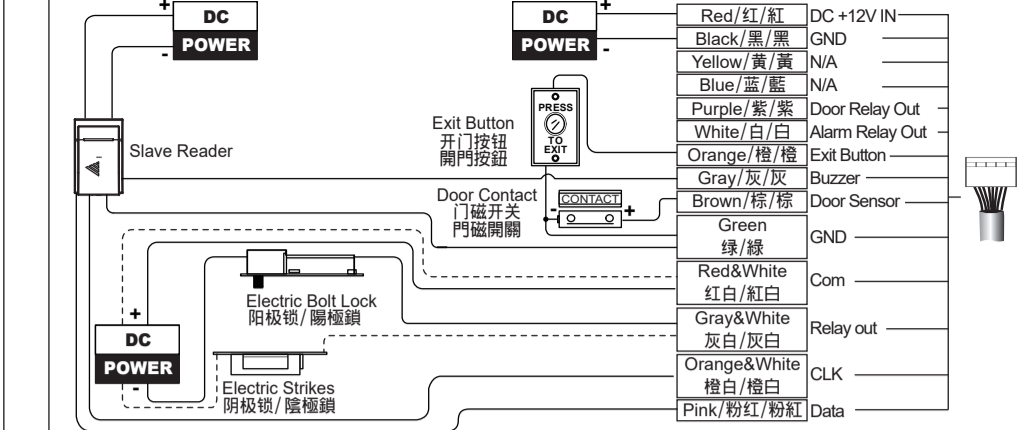 +
DC
POWER
-
+
DC
POWER
-
Red/红/紅 DC +12V IN
Black/黑/黑 GND
Yellow/黄/黃 N/A
Blue/蓝/藍 N/A
Purple/紫/紫 Door Relay Out
White/白/白 Alarm Relay Out
Orange/橙/橙 Exit Button
Gray/灰/灰 Buzzer
Brown/棕/棕 Door Sensor
Green
绿/綠
GND
Red&White
红白/紅白
Com
Gray&White
灰白/灰白
Relay out
Orange&White
橙白/橙白
CLK
Pink/粉红/粉紅 Data
PRESS
TO
EXIT
Exit Button
开门按钮
開門按鈕
Slave Reader
Door Contact
门磁开关
門磁開關
CONTACT
- +
Electric Bolt Lock
阳极锁/陽極鎖
+
DC
POWER
-
Electric Strikes
阴极锁/陰極鎖